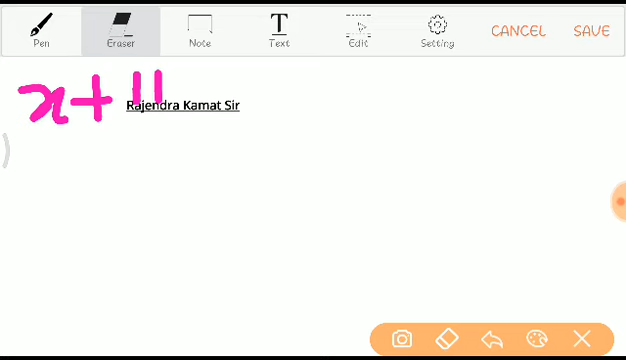 Pen Eraser Note Text Edit Setting CANCEL SAVE
x+11
Rajendra Kamat Sir